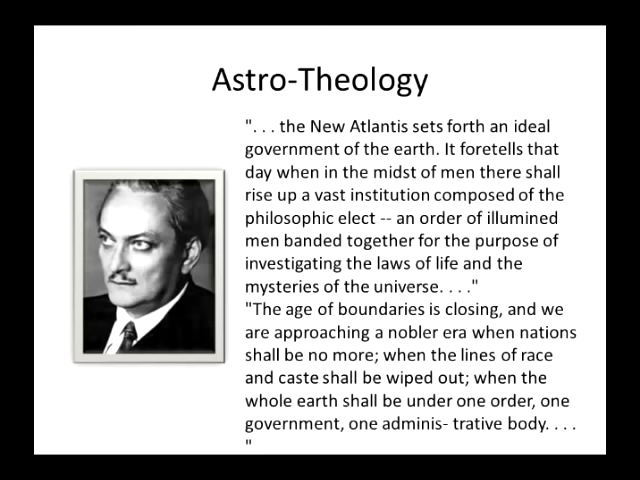 Astro-Theology
". . . the New Atlantis sets forth an ideal
government of the earth. It foretells that
day when in the midst of men there shall
rise up a vast institution composed of the
philosophic elect -- an order of illumined
men banded together for the purpose of
investigating the laws of life and the
mysteries of the universe. . . ."
"The age of boundaries is closing, and we
are approaching a nobler era when nations
shall be no more; when the lines of race
and caste shall be wiped out; when the
whole earth shall be under one order, one
government, one adminis- trative body. . . .
"